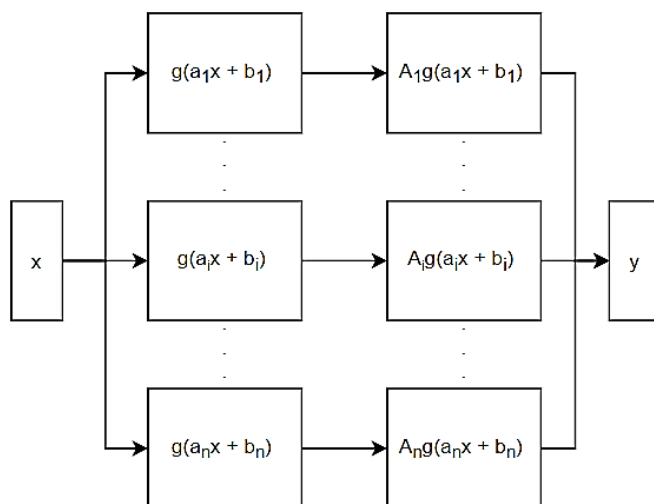 g(a₁x + b₁)
A₁g(a₁x + b₁)
x
g(aᵢx + bᵢ)
Aᵢg(aᵢx + bᵢ)
y
g(aₙx + bₙ)
Aₙg(aₙx + bₙ)